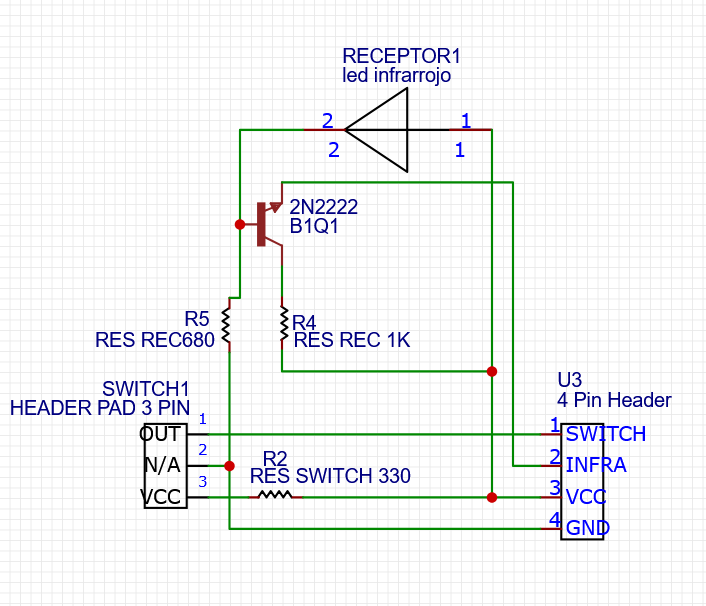 RECEPTOR1
led infrarrojo
2
1
2
1
2N2222
B1Q1
R5
RES REC680
R4
RES REC 1K
SWITCH1
HEADER PAD 3 PIN
U3
4 Pin Header
OUT 1
N/A 2
VCC 3
R2
RES SWITCH 330
1 SWITCH
2 INFRA
3 VCC
4 GND